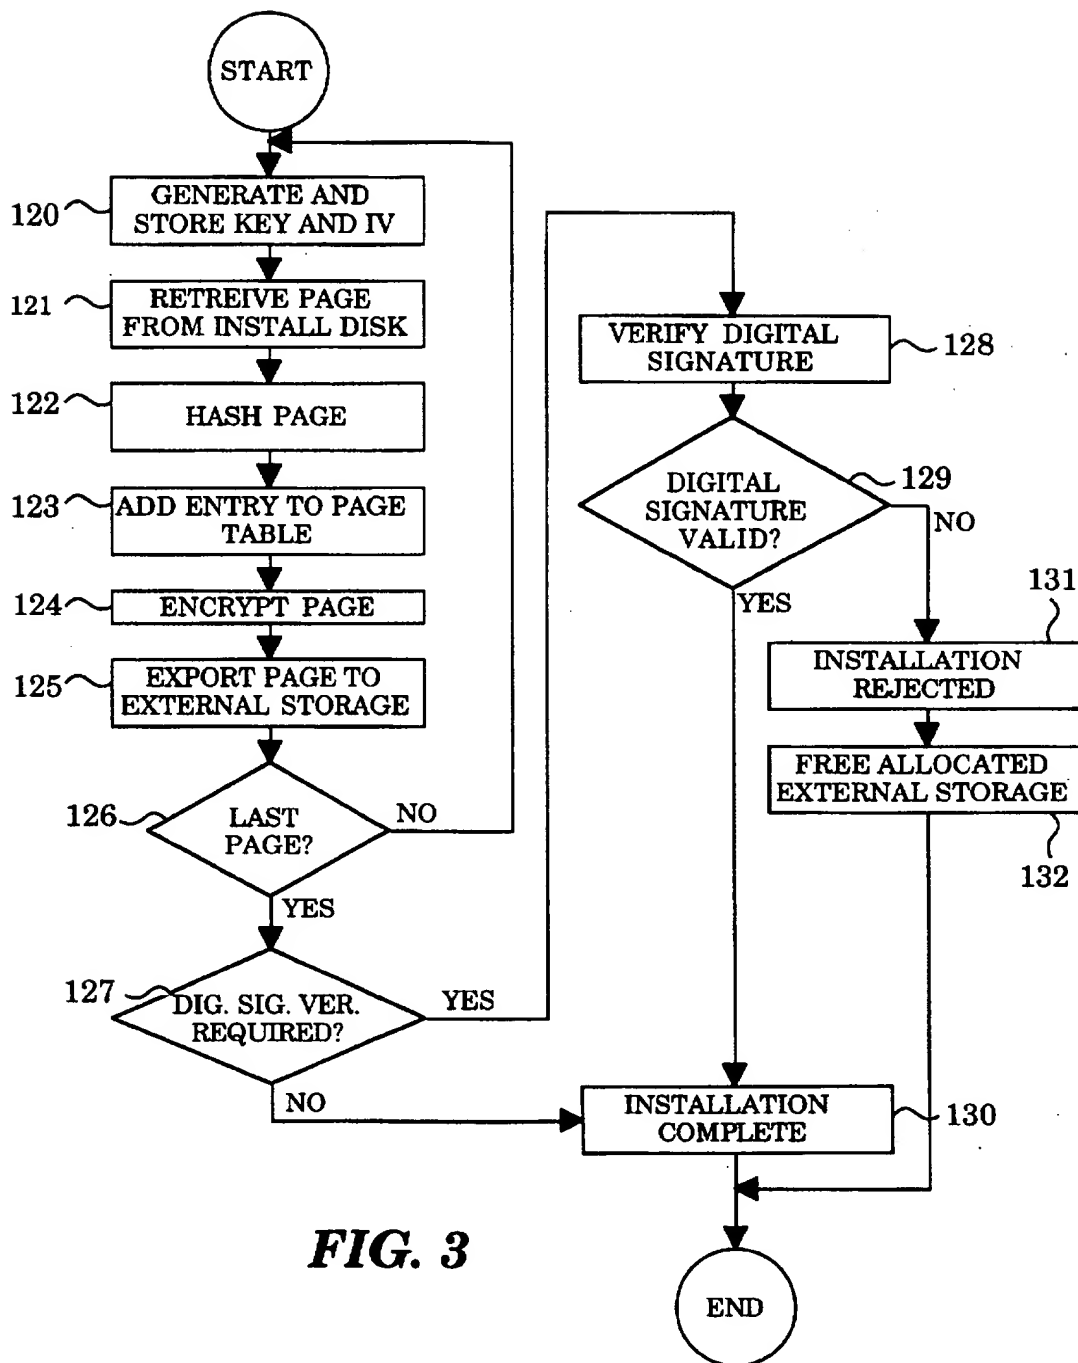 START
120
GENERATE AND
STORE KEY AND IV
121
RETREIVE PAGE
FROM INSTALL DISK
122
HASH PAGE
123
ADD ENTRY TO PAGE
TABLE
124
ENCRYPT PAGE
125
EXPORT PAGE TO
EXTERNAL STORAGE
126
LAST
PAGE?
NO
YES
127
DIG. SIG. VER.
REQUIRED?
YES
NO
VERIFY DIGITAL
SIGNATURE
128
DIGITAL
SIGNATURE
VALID?
129
NO
YES
131
INSTALLATION
REJECTED
FREE ALLOCATED
EXTERNAL STORAGE
132
INSTALLATION
COMPLETE
130
END
FIG. 3